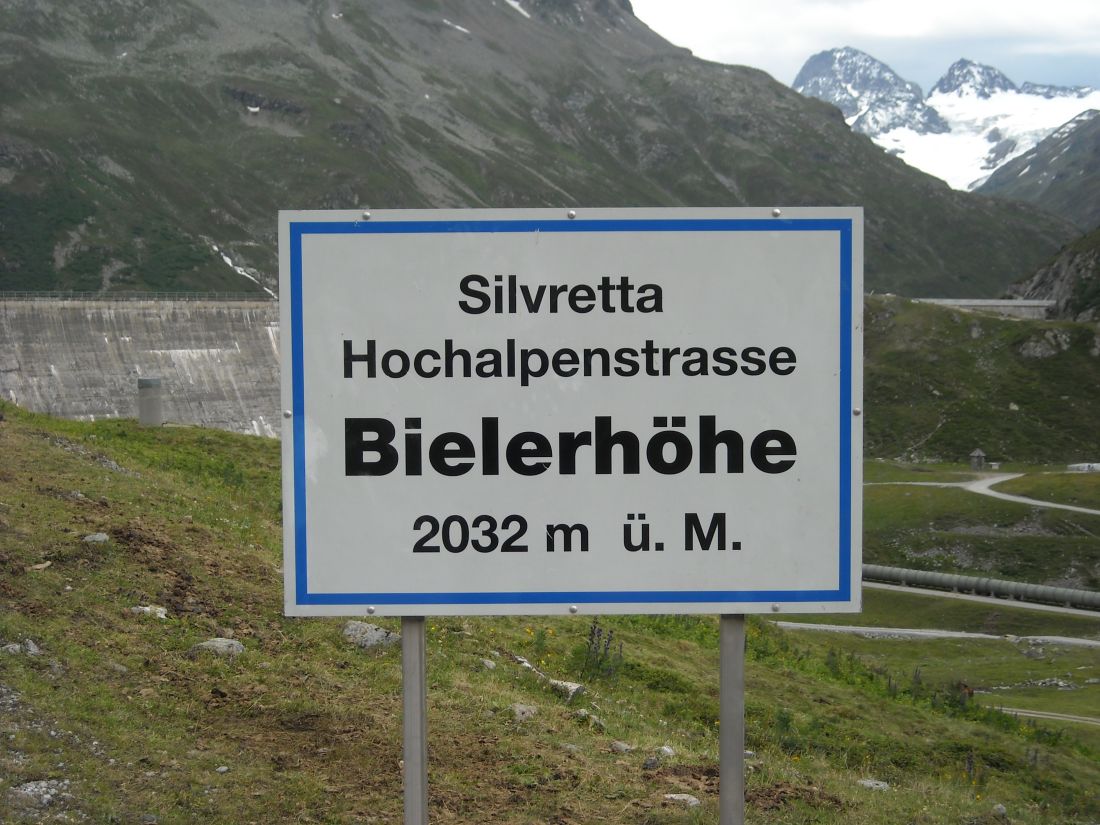 Silvretta
Hochalpenstrasse
Bielerhöhe
2032 m ü. M.